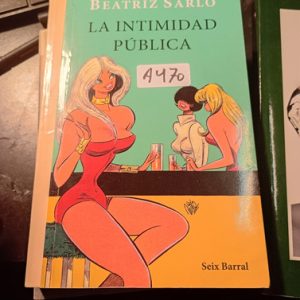 BEATRIZ SARLO
LA INTIMIDAD
PÚBLICA
A470
Seix Barral